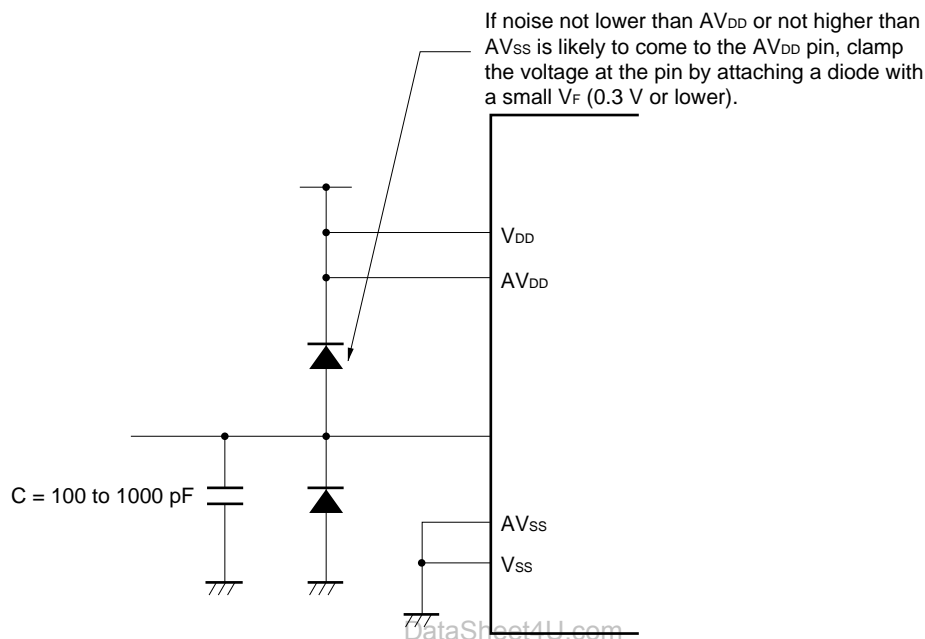 If noise not lower than AVDD or not higher than
AVSS is likely to come to the AVDD pin, clamp
the voltage at the pin by attaching a diode with
a small VF (0.3 V or lower).
VDD
AVDD
C = 100 to 1000 pF
AVSS
VSS
DataSheet4U.com